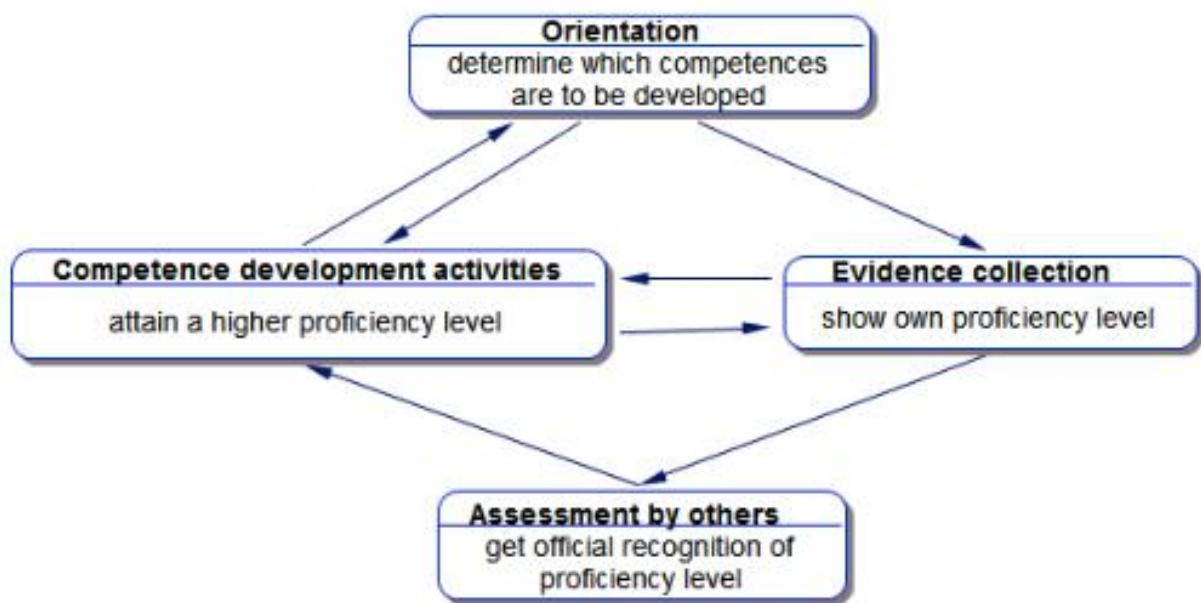 Orientation
determine which competences
are to be developed
Competence development activities
attain a higher proficiency level
Evidence collection
show own proficiency level
Assessment by others
get official recognition of
proficiency level